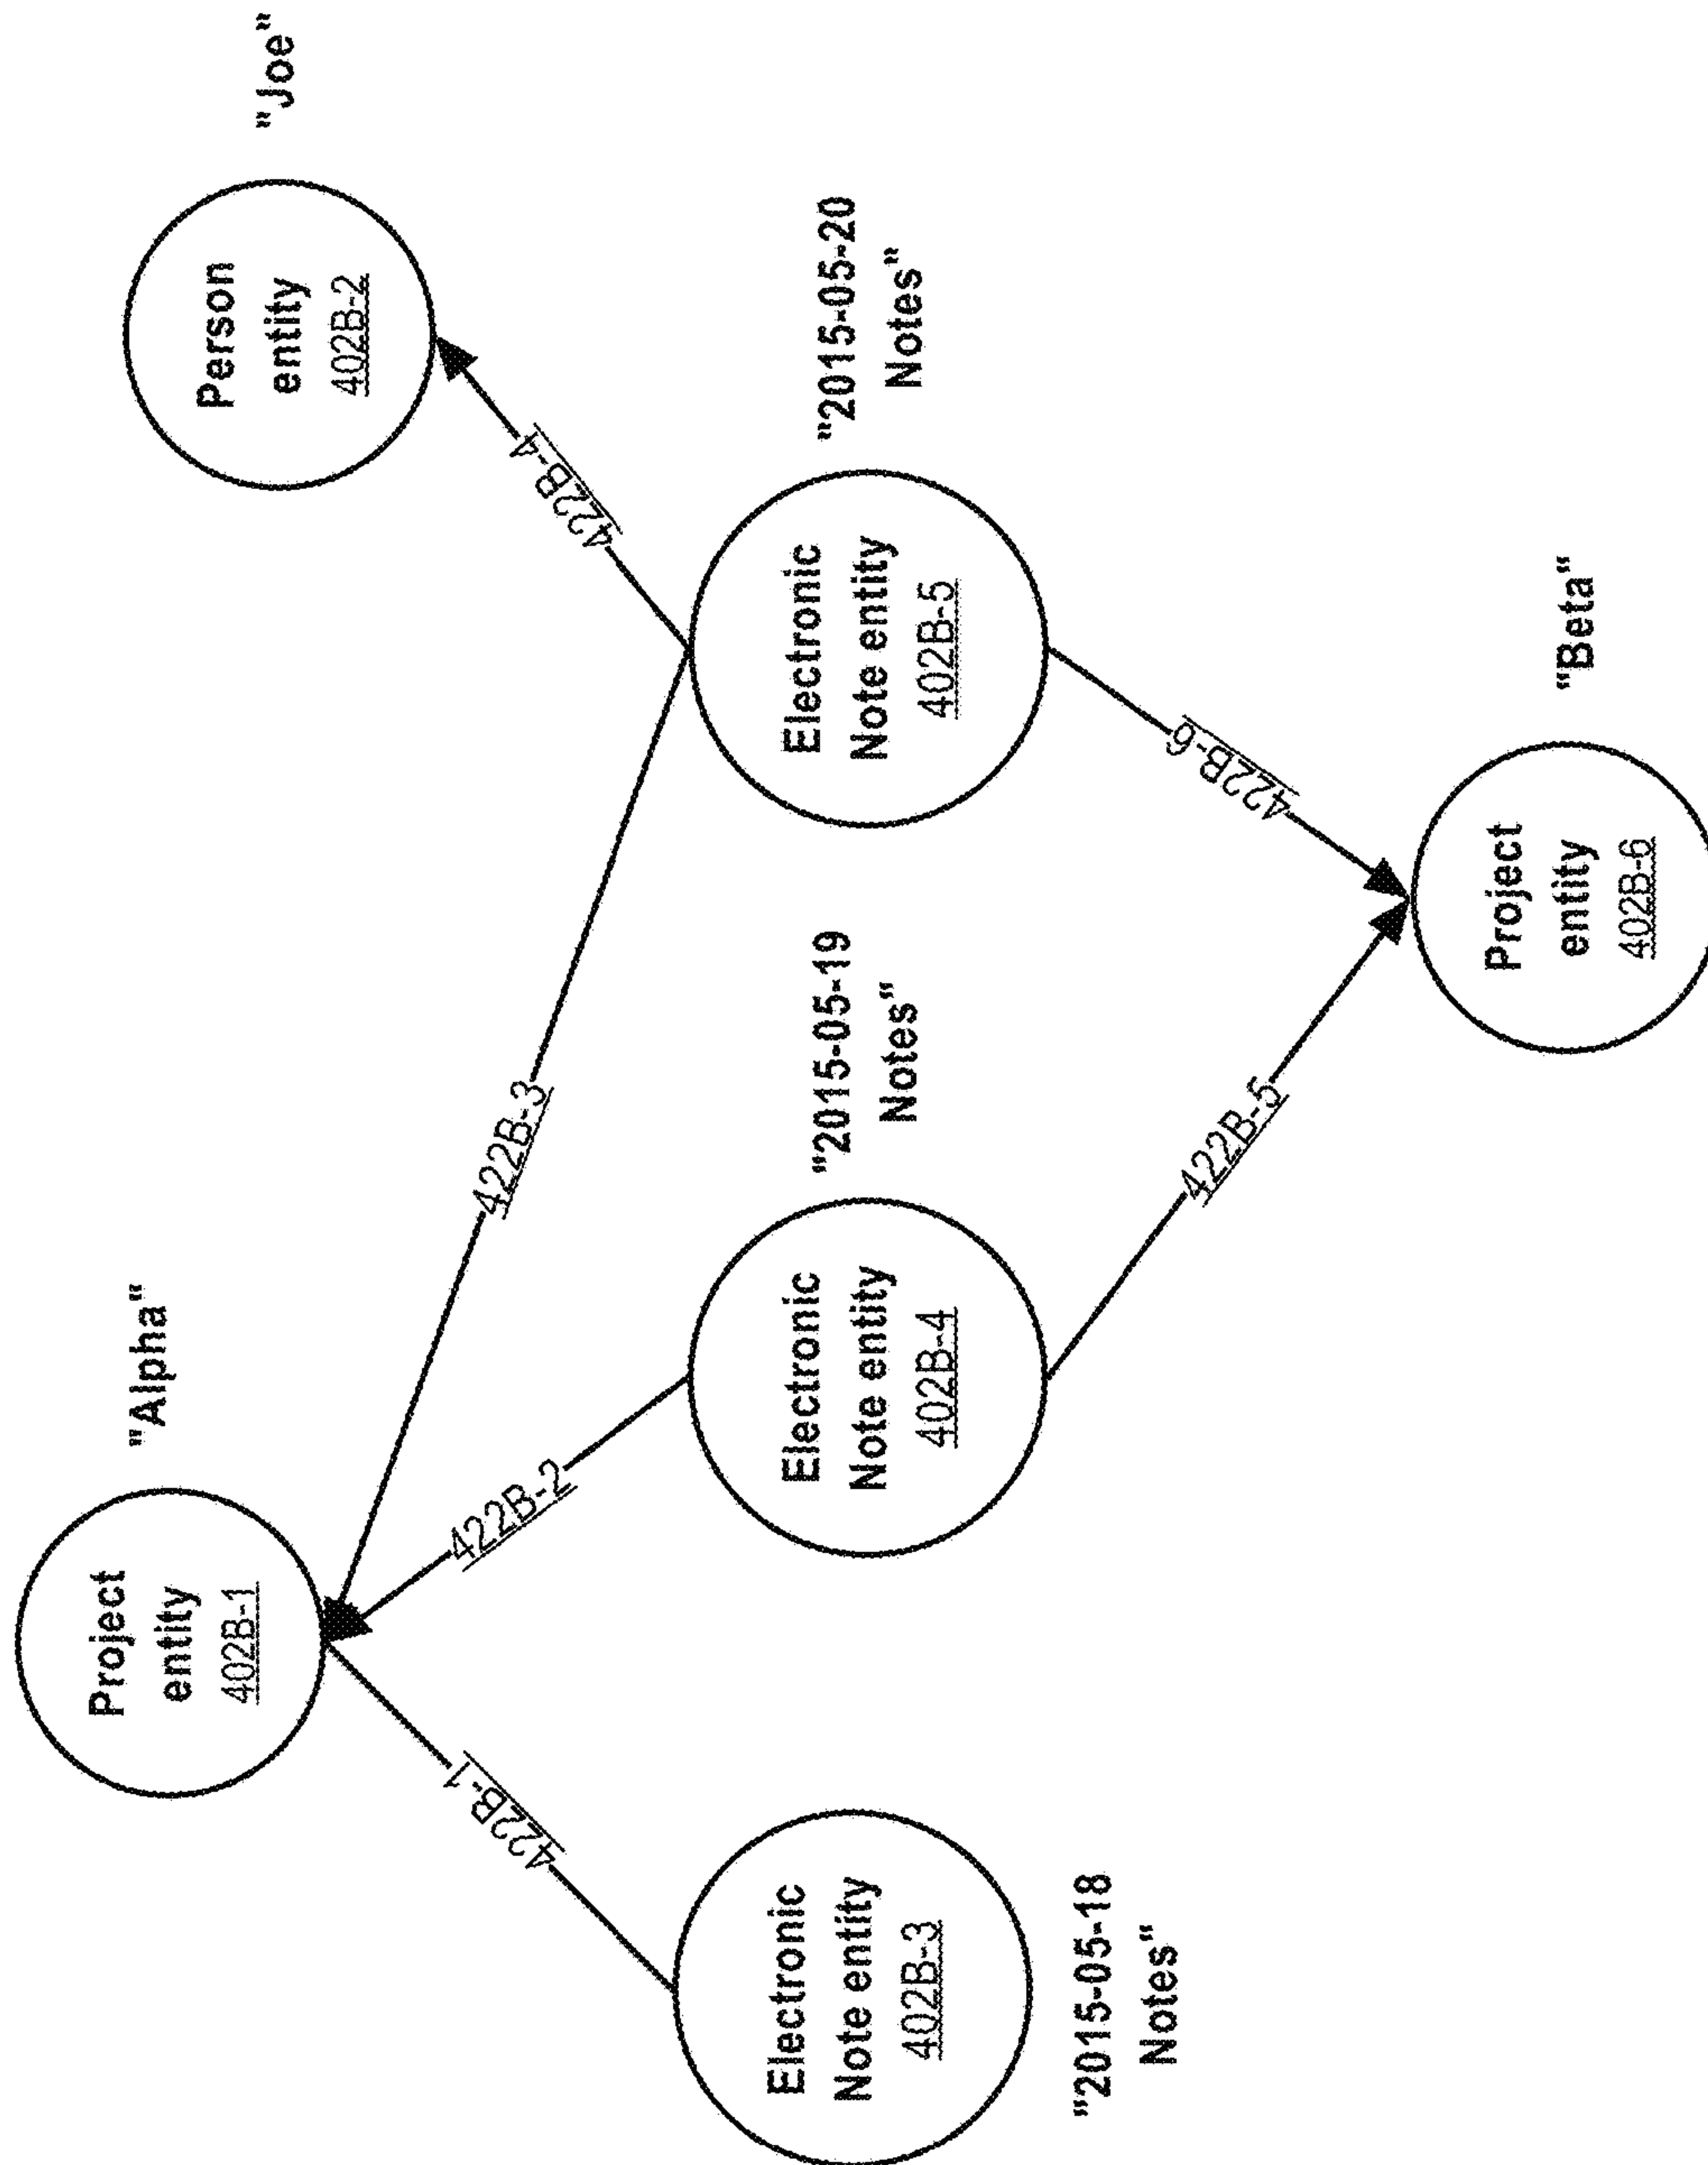 "Alpha"
Project
entity
402B-1
"Joe"
Person
entity
402B-2
422B-1
422B-2
422B-3
422B-4
Electronic
Note entity
402B-3
"2015-05-18
Notes"
Electronic
Note entity
402B-4
"2015-05-19
Notes"
Electronic
Note entity
402B-5
"2015-05-20
Notes"
422B-5
422B-6
Project
entity
402B-6
"Beta"